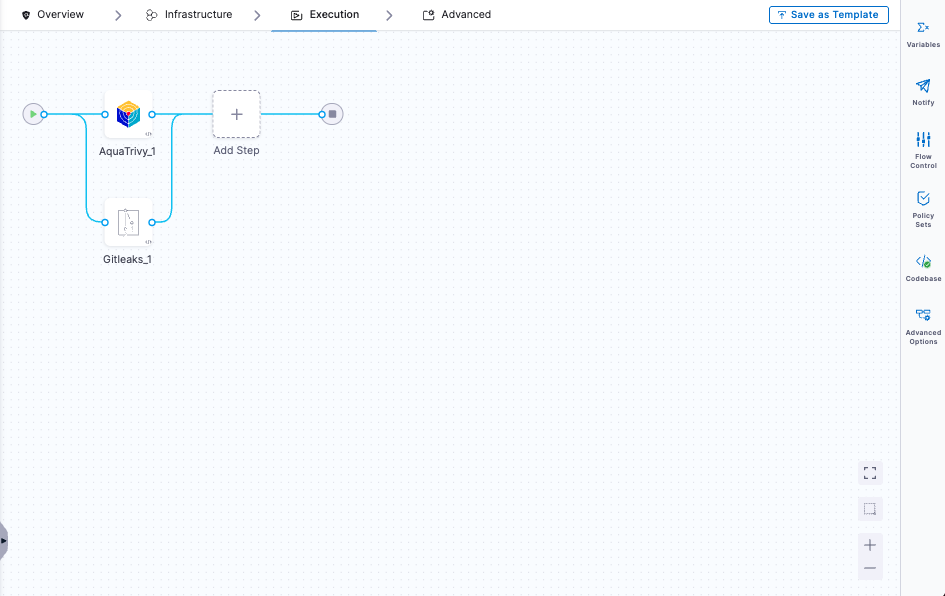 Overview
Infrastructure
Execution
Advanced
Save as Template
Variables
Notify
Flow
Control
Policy
Sets
Codebase
Advanced
Options
AquaTrivy_1
Add Step
Gitleaks_1